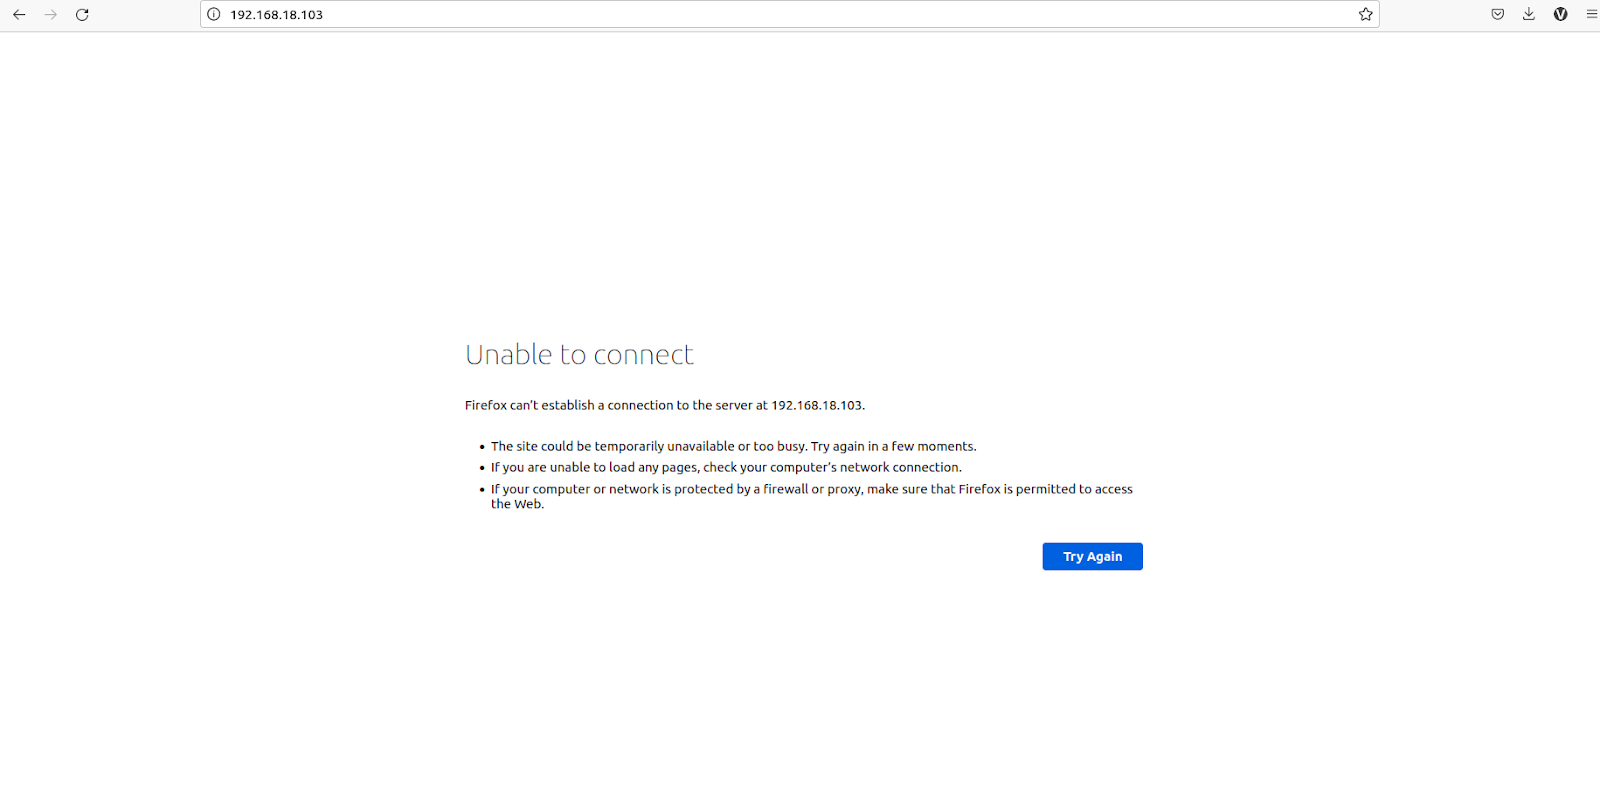 192.168.18.103
Unable to connect
Firefox can’t establish a connection to the server at 192.168.18.103.
• The site could be temporarily unavailable or too busy. Try again in a few moments.
• If you are unable to load any pages, check your computer’s network connection.
• If your computer or network is protected by a firewall or proxy, make sure that Firefox is permitted to access
the Web.
Try Again